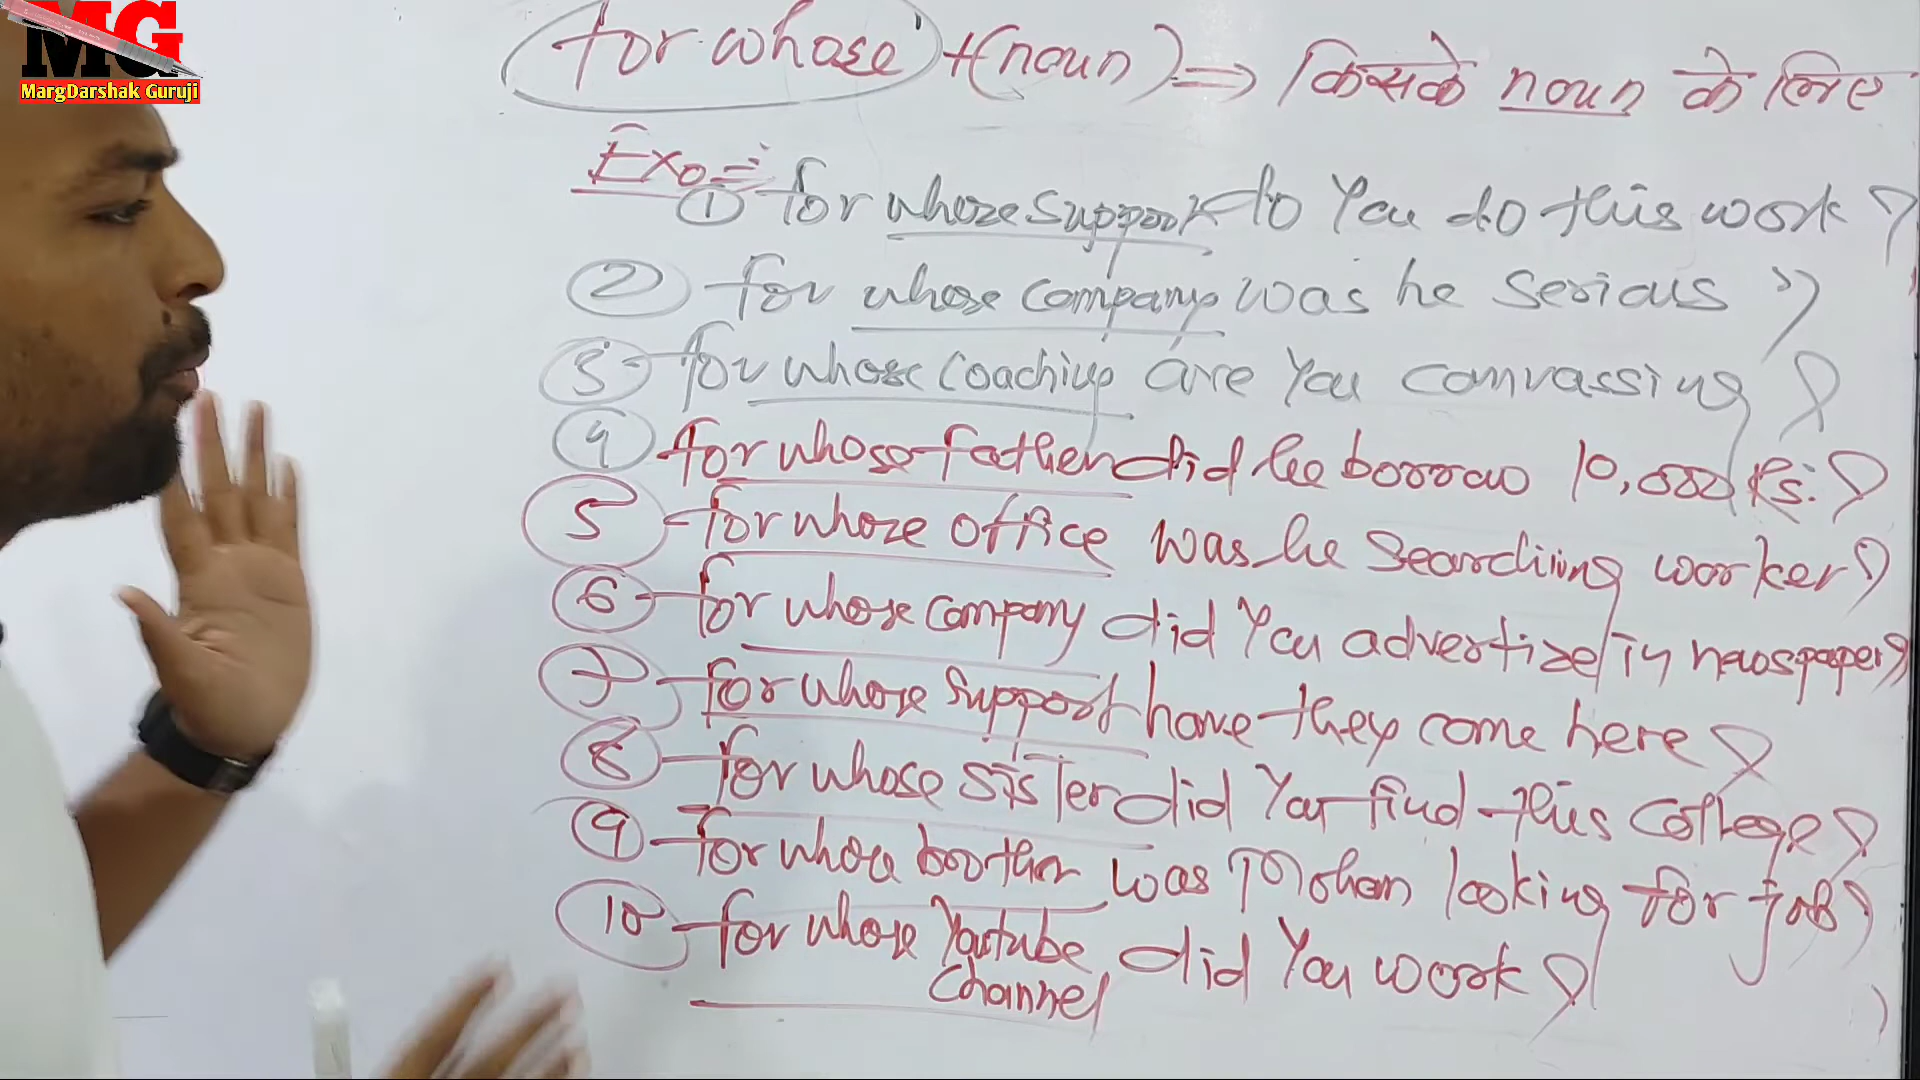 MG
MargDarshak Guruji
for whose + (noun) ⇒ किसके noun के लिए
Ex. :-
① for whose support do You do this work ?
② for whose company was he serious ?
③ for whose coaching are You convassing ?
④ for whose father did he borrow 10,000 Rs. ?
⑤ for whose office was he searching worker ?
⑥ for whose company did You advertize in newspaper ?
⑦ for whose support have they come here ?
⑧ for whose sister did You find this college ?
⑨ for whose brother was Mohan looking for job ?
⑩ for whose Youtube Channel did You work ?